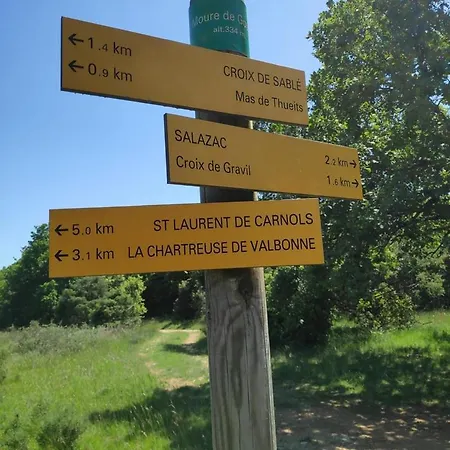 Moure de G
alt.334
← 1.4 km CROIX DE SABLÉ
← 0.9 km Mas de Thueits
SALAZAC 2.2 km →
Croix de Gravil 1.6 km →
← 5.0 km ST LAURENT DE CARNOLS
← 3.1 km LA CHARTREUSE DE VALBONNE